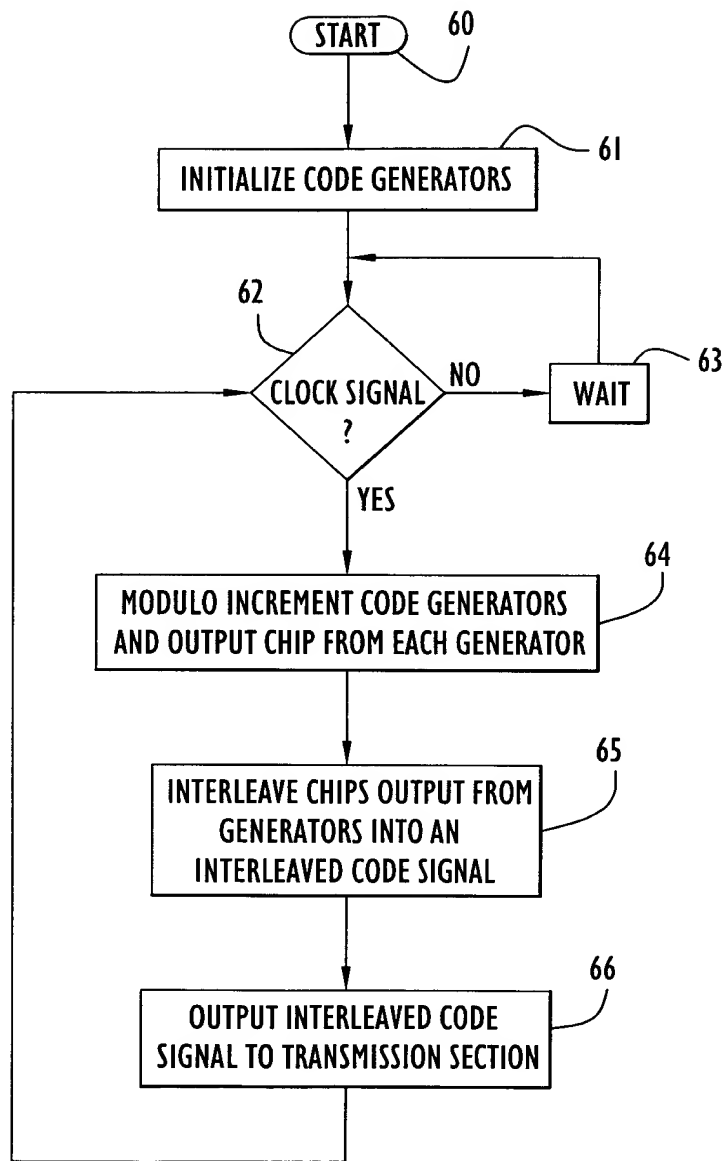 START
60
INITIALIZE CODE GENERATORS
61
62
CLOCK SIGNAL
?
NO
WAIT
63
YES
MODULO INCREMENT CODE GENERATORS
AND OUTPUT CHIP FROM EACH GENERATOR
64
INTERLEAVE CHIPS OUTPUT FROM
GENERATORS INTO AN
INTERLEAVED CODE SIGNAL
65
OUTPUT INTERLEAVED CODE
SIGNAL TO TRANSMISSION SECTION
66